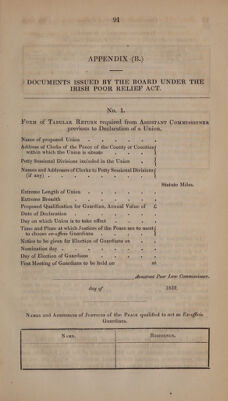 91
APPENDIX (B.)
DOCUMENTS ISSUED BY THE BOARD UNDER THE
IRISH POOR RELIEF ACT.
No. 1.
FORM of TABULAR RETURN required from ASSISTANT COMMISSIONER
previous to Declaration of a Union.
Name of proposed Union
Address of Clerks of the Peace of the County or Counties
within which the Union is situate
Petty Sessional Divisions included in the Union
Names and Addresses of Clerks to Petty Sessional Divisions
(if any)
Statute Miles.
Extreme Length of Union
Extreme Breadth
Proposed Qualification for Guardian, Annual Value of £.
Date of Declaration
Day on which Union is to take effect
Time and Place at which Justices of the Peace are to meet
to choose ex-officio Guardians
Notice to be given for Election of Guardians on
Nomination day
Day of Election of Guardians
First Meeting of Guardians to be held on at
Assistant Poor Law Commissioner.
day of 183
NAMES and ADDRESSES of JUSTICES of the PEACE qualified to act as Ex-officio
Guardians.
NAME. RESIDENCE.